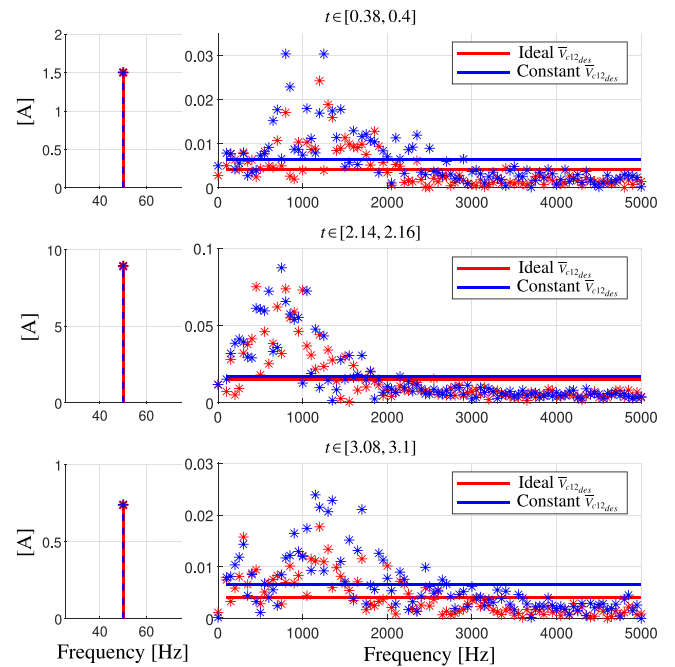 t∈[0.38, 0.4]
[A]
2
1.5
1
0.5
0
40 60
0.03
0.02
0.01
0
0 1000 2000 3000 4000 5000
Ideal V̅c12des
Constant V̅c12des
t∈[2.14, 2.16]
[A]
10
5
0
40 60
0.1
0.05
0
0 1000 2000 3000 4000 5000
Ideal V̅c12des
Constant V̅c12des
t∈[3.08, 3.1]
[A]
1
0.5
0
40 60
0.03
0.02
0.01
0
0 1000 2000 3000 4000 5000
Ideal V̅c12des
Constant V̅c12des
Frequency [Hz] Frequency [Hz]